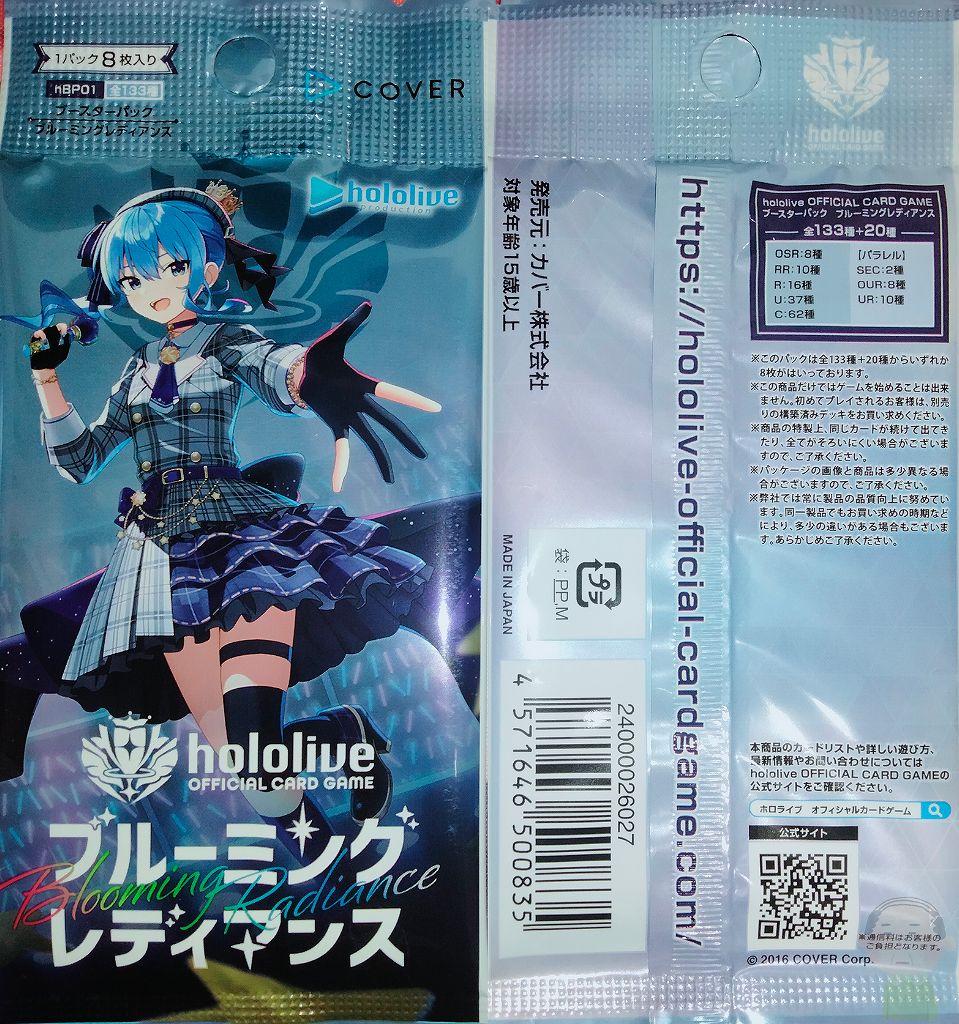 1パック8枚入り
hBP01 全133種
ブースターパック
ブルーミングレディアンス
COVER
hololive
production
hololive
OFFICIAL CARD GAME
ブルーミング
Blooming Radiance
レディアンス
発売元：カバー株式会社
対象年齢15歳以上
MADE IN JAPAN
プラ
袋：PP.M
240000026027
4 571646 500835
https://hololive-official-cardgame.com/
hololive
OFFICIAL CARD GAME
hololive OFFICIAL CARD GAME
ブースターパック ブルーミングレディアンス
全133種+20種
OSR:8種
RR:10種
R:16種
U:37種
C:62種
[パラレル]
SEC:2種
OUR:8種
UR:10種
※このパックは全133種＋20種からいずれか
8枚がはいっております。
※この商品だけではゲームを始めることは出来
ません。初めてプレイされるお客様は、別売
りの構築済みデッキをお買い求めください。
※商品の特製上、同じカードが続けて出てき
たり、全てがそろいにくい場合がございま
すので、ご了承ください。
※パッケージの画像と商品は多少異なる場
合がございますので、ご了承ください。
※弊社では常に製品の品質向上に努めてい
ます。同一製品でもお買い求めの時期など
により、多少の違いがある場合もございま
す。あらかじめご了承ください。
本商品のカードリストや詳しい遊び方、
最新情報やお問い合わせについては
hololive OFFICIAL CARD GAMEの
公式サイトをご確認ください。
ホロライブ オフィシャルカードゲーム
公式サイト
※通信料はお客様の
ご負担となります。
© 2016 COVER Corp.